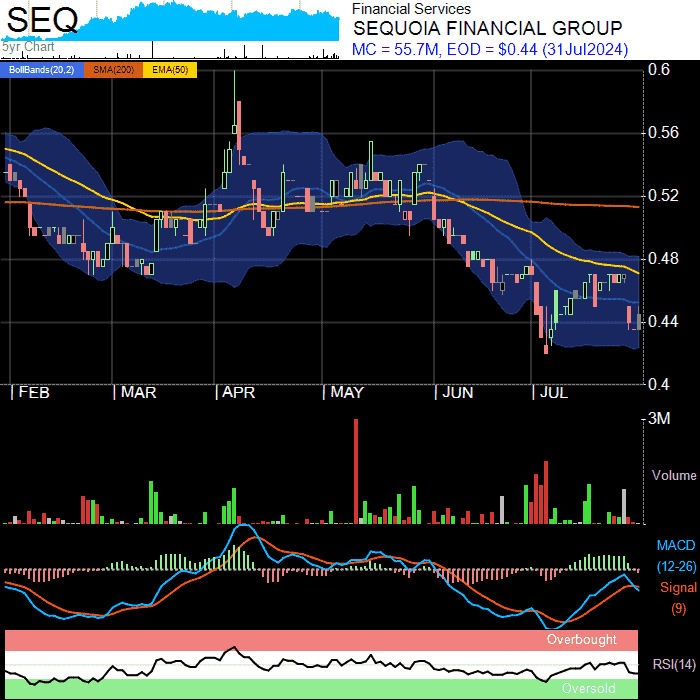 SEQ
5yr Chart
Financial Services
SEQUOIA FINANCIAL GROUP
MC = 55.7M, EOD = $0.44 (31Jul2024)
BollBands(20,2) SMA(200) EMA(50)
0.6
0.56
0.52
0.48
0.44
0.4
FEB MAR APR MAY JUN JUL
3M
Volume
MACD
(12-26)
Signal
(9)
Overbought
RSI(14)
Oversold